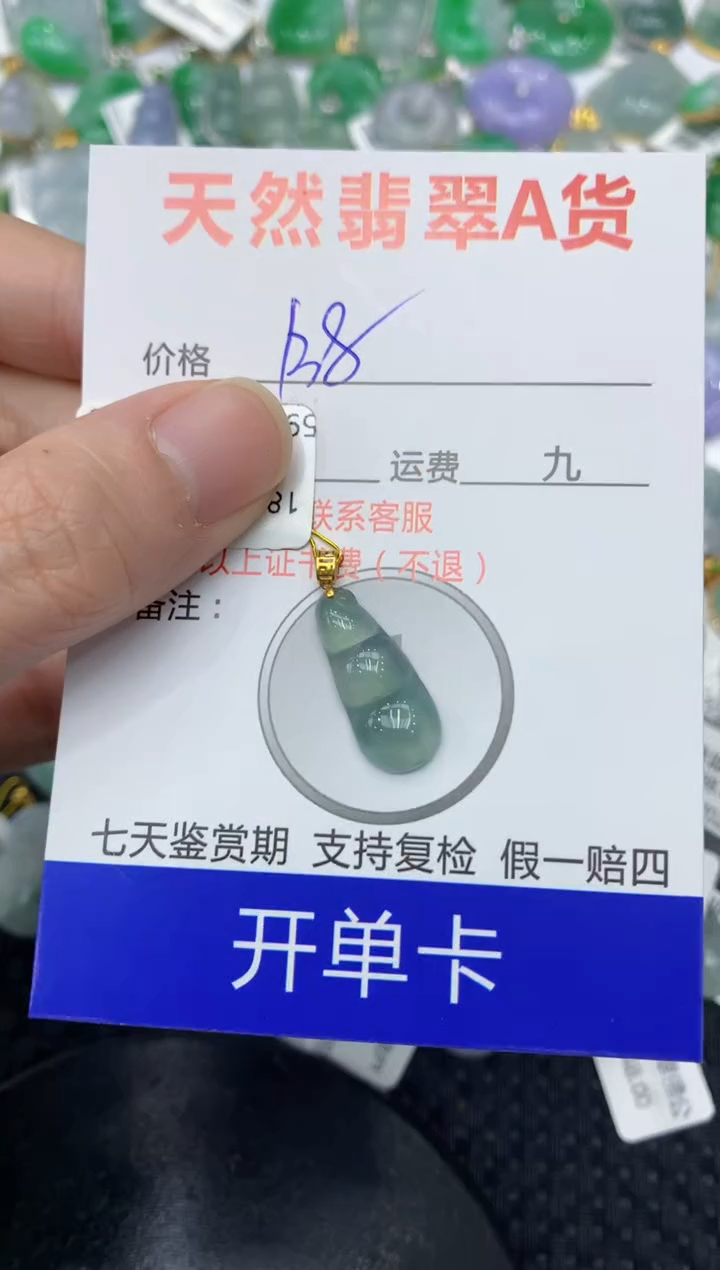 天然翡翠A货
价格
59
运费 九
18
联系客服
以上证书费（不退）
备注：
七天鉴赏期 支持复检 假一赔四
开单卡